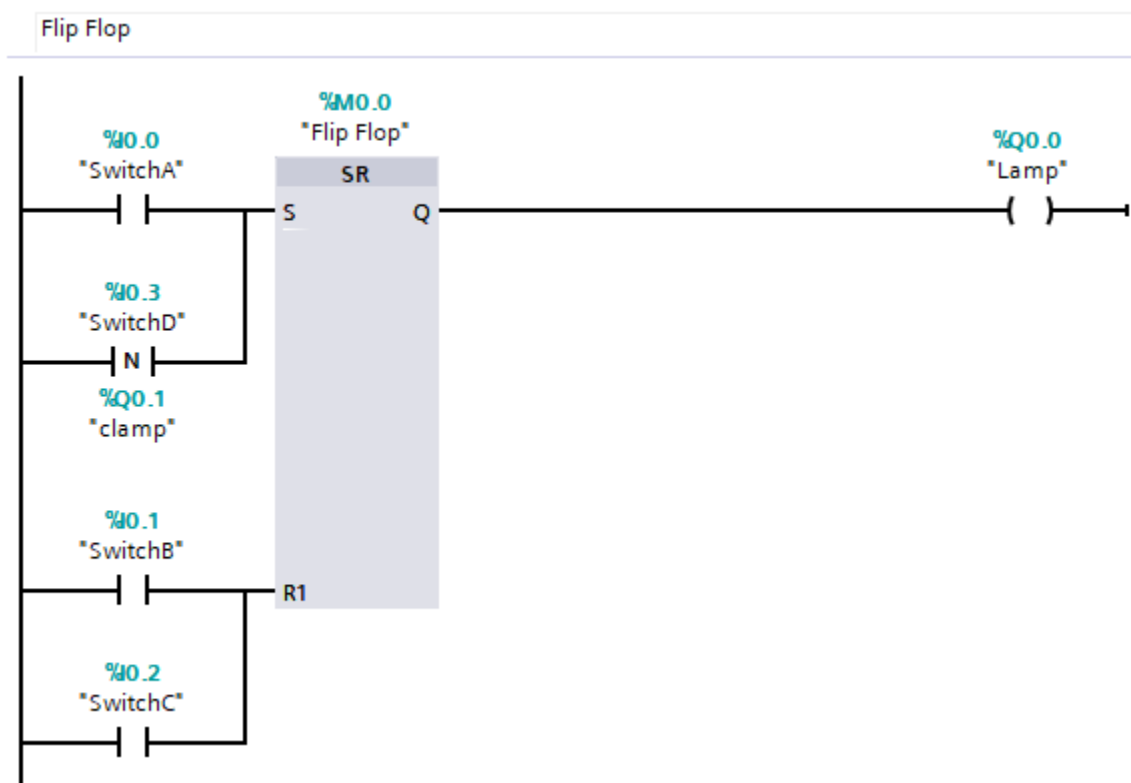 Flip Flop
%M0.0
"Flip Flop"
%I0.0
"SwitchA"
SR
%Q0.0
"Lamp"
S
Q
%I0.3
"SwitchD"
N
%Q0.1
"clamp"
%I0.1
"SwitchB"
R1
%I0.2
"SwitchC"